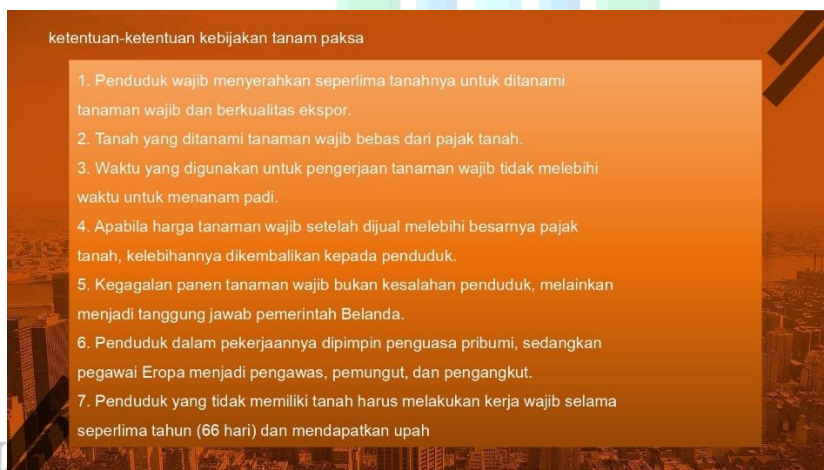 ketentuan-ketentuan kebijakan tanam paksa
1. Penduduk wajib menyerahkan seperlima tanahnya untuk ditanami
tanaman wajib dan berkualitas ekspor.
2. Tanah yang ditanami tanaman wajib bebas dari pajak tanah.
3. Waktu yang digunakan untuk pengerjaan tanaman wajib tidak melebihi
waktu untuk menanam padi.
4. Apabila harga tanaman wajib setelah dijual melebihi besarnya pajak
tanah, kelebihannya dikembalikan kepada penduduk.
5. Kegagalan panen tanaman wajib bukan kesalahan penduduk, melainkan
menjadi tanggung jawab pemerintah Belanda.
6. Penduduk dalam pekerjaannya dipimpin penguasa pribumi, sedangkan
pegawai Eropa menjadi pengawas, pemungut, dan pengangkut.
7. Penduduk yang tidak memiliki tanah harus melakukan kerja wajib selama
seperlima tahun (66 hari) dan mendapatkan upah